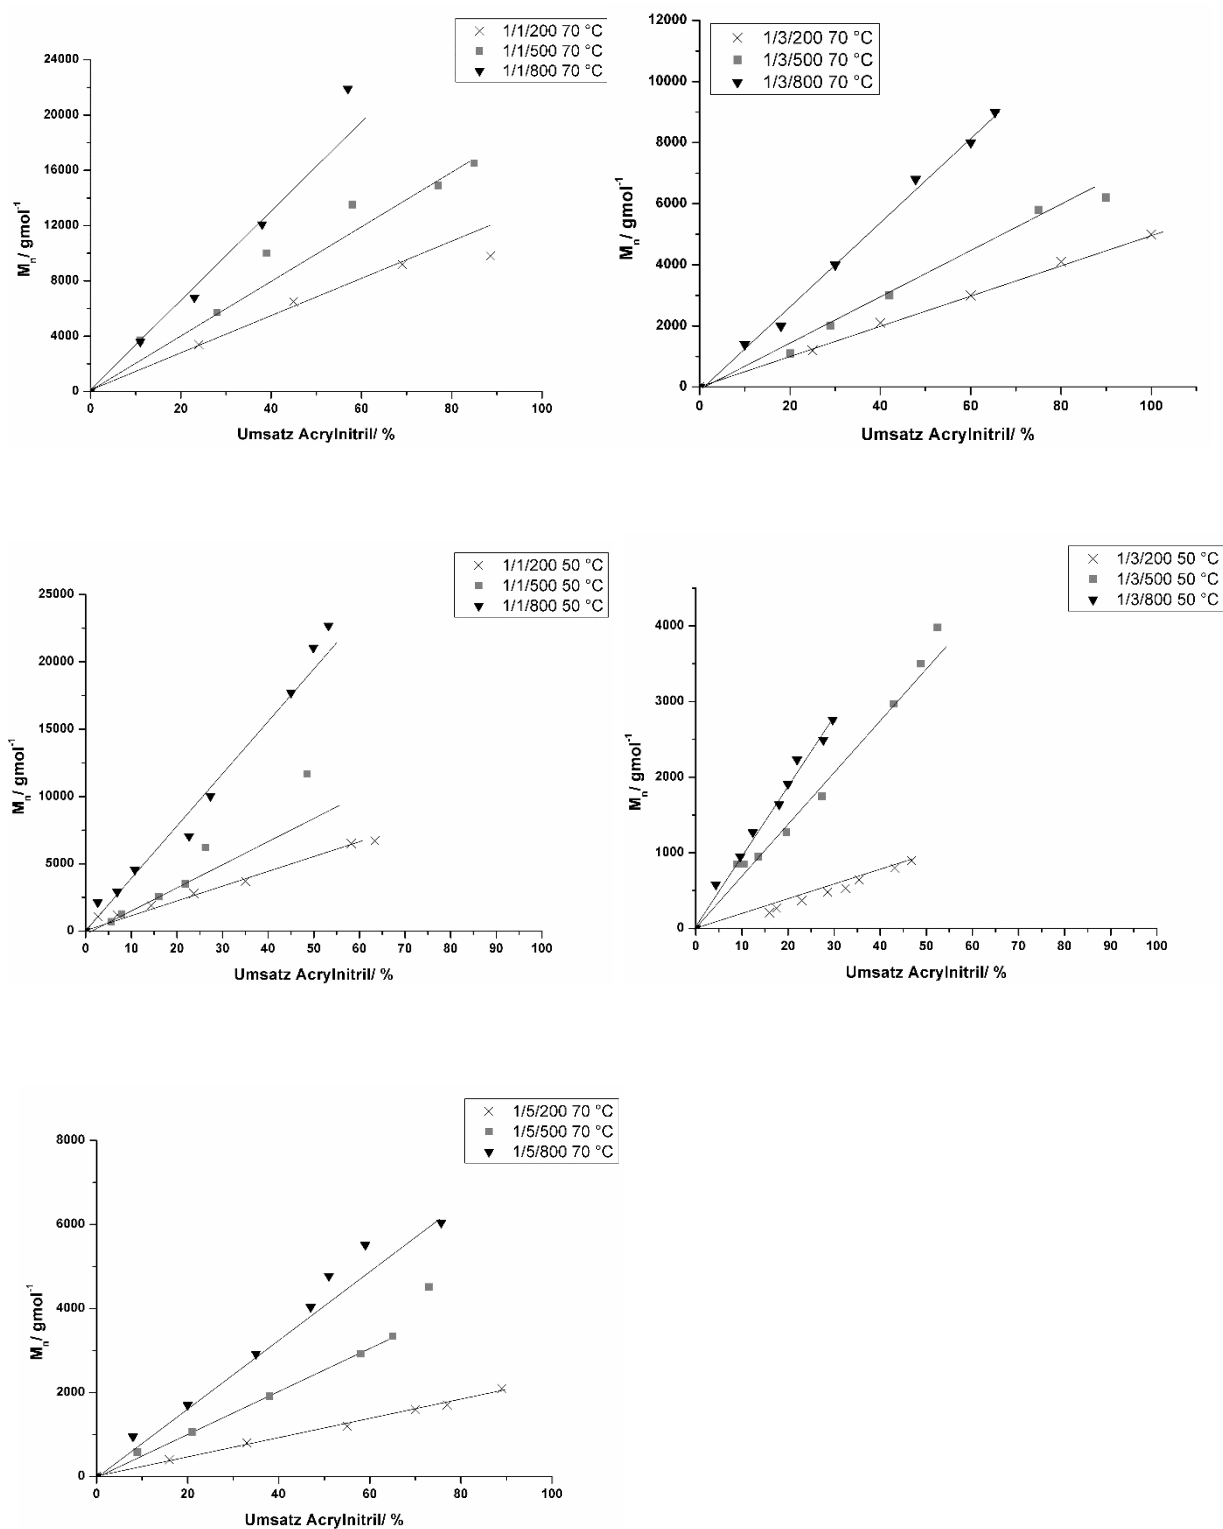 1/1/200 70 °C
1/1/500 70 °C
1/1/800 70 °C
24000
20000
16000
12000
8000
4000
0
Mn/ gmol-1
0 20 40 60 80 100
Umsatz Acrylnitril/ %
1/3/200 70 °C
1/3/500 70 °C
1/3/800 70 °C
12000
10000
8000
6000
4000
2000
0
Mn/ gmol-1
0 20 40 60 80 100
Umsatz Acrylnitril/ %
1/1/200 50 °C
1/1/500 50 °C
1/1/800 50 °C
25000
20000
15000
10000
5000
0
Mn/ gmol-1
0 10 20 30 40 50 60 70 80 90 100
Umsatz Acrylnitril/ %
1/3/200 50 °C
1/3/500 50 °C
1/3/800 50 °C
4000
3000
2000
1000
0
Mn/ gmol-1
0 10 20 30 40 50 60 70 80 90 100
Umsatz Acrylnitril/ %
1/5/200 70 °C
1/5/500 70 °C
1/5/800 70 °C
8000
6000
4000
2000
0
Mn/ gmol-1
0 20 40 60 80 100
Umsatz Acrylnitril/ %